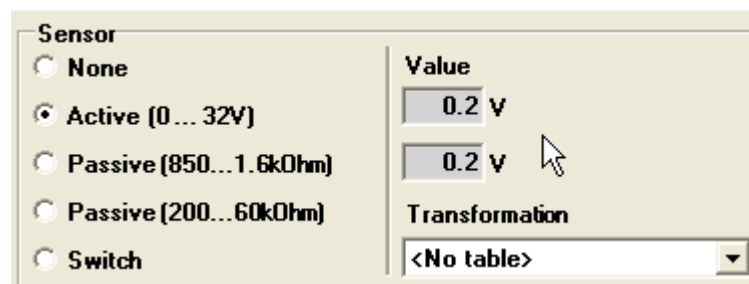 Sensor
None
Active (0 ... 32V)
Passive (850...1.6kOhm)
Passive (200...60kOhm)
Switch
Value
0.2 V
0.2 V
Transformation
<No table>